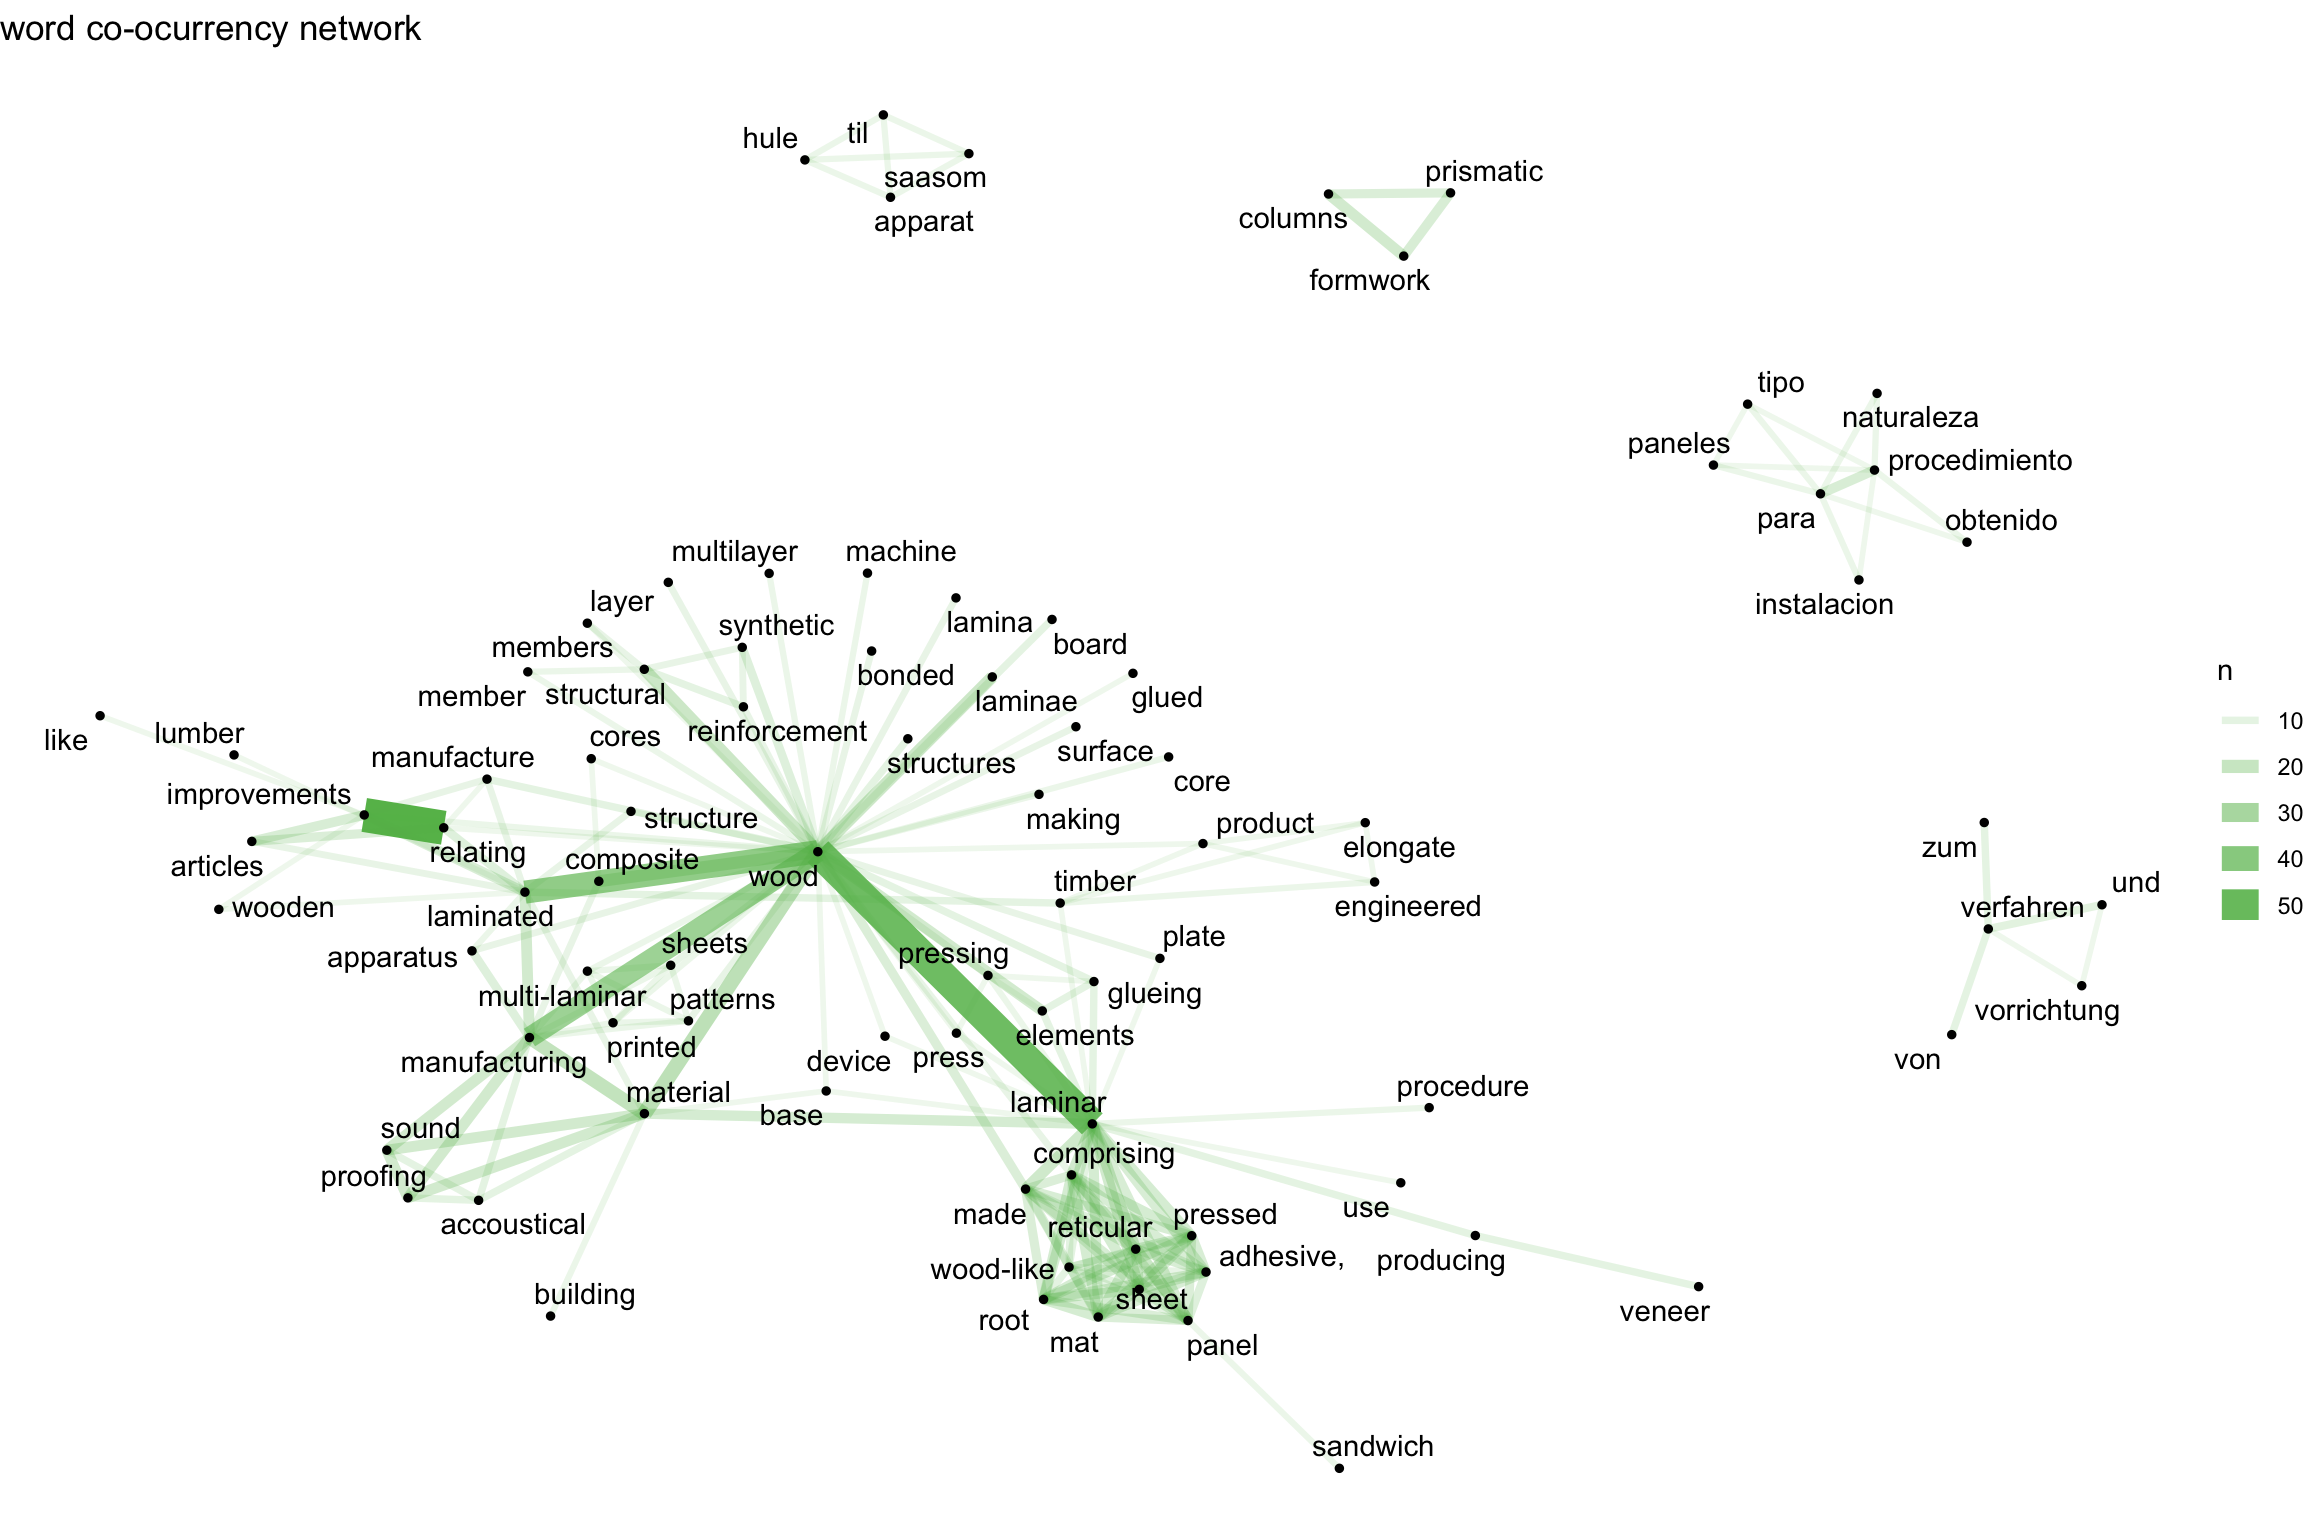 word co-ocurrency network
hule
til
saasom
apparat
prismatic
columns
formwork
tipo
naturaleza
paneles
procedimiento
para
obtenido
instalacion
multilayer
machine
layer
lamina
synthetic
members
board
bonded
member
structural
laminae
glued
reinforcement
like
lumber
cores
structures
surface
manufacture
core
improvements
making
structure
product
relating
elongate
articles
composite
wood
timber
wooden
laminated
engineered
apparatus
sheets
pressing
plate
multi-laminar
patterns
glueing
elements
printed
manufacturing
device
press
material
base
laminar
procedure
sound
comprising
proofing
use
made
reticular
pressed
accoustical
wood-like
adhesive,
producing
building
sheet
root
mat
panel
veneer
sandwich
zum
und
verfahren
vorrichtung
von
n
10
20
30
40
50